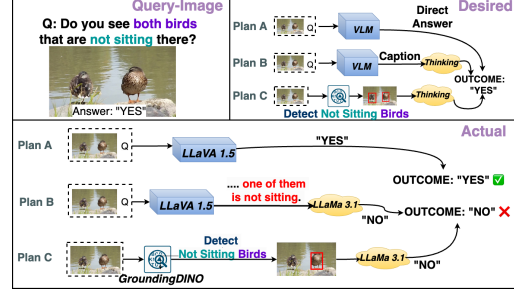 Query-Image
Q: Do you see both birds
that are not sitting there?
Answer: "YES"
Desired
Plan A
Q
VLM
Direct
Answer
Plan B
Q
VLM
Caption
Thinking
OUTCOME:
"YES"
Plan C
Thinking
Detect Not Sitting Birds
Actual
Plan A
Q
LLaVA 1.5
"YES"
OUTCOME: "YES"
Plan B
Q
LLaVA 1.5
.... one of them
is not sitting.
LLaMa 3.1
"NO"
OUTCOME: "NO"
Plan C
GroundingDINO
Detect
Not Sitting Birds
LLaMa 3.1
"NO"